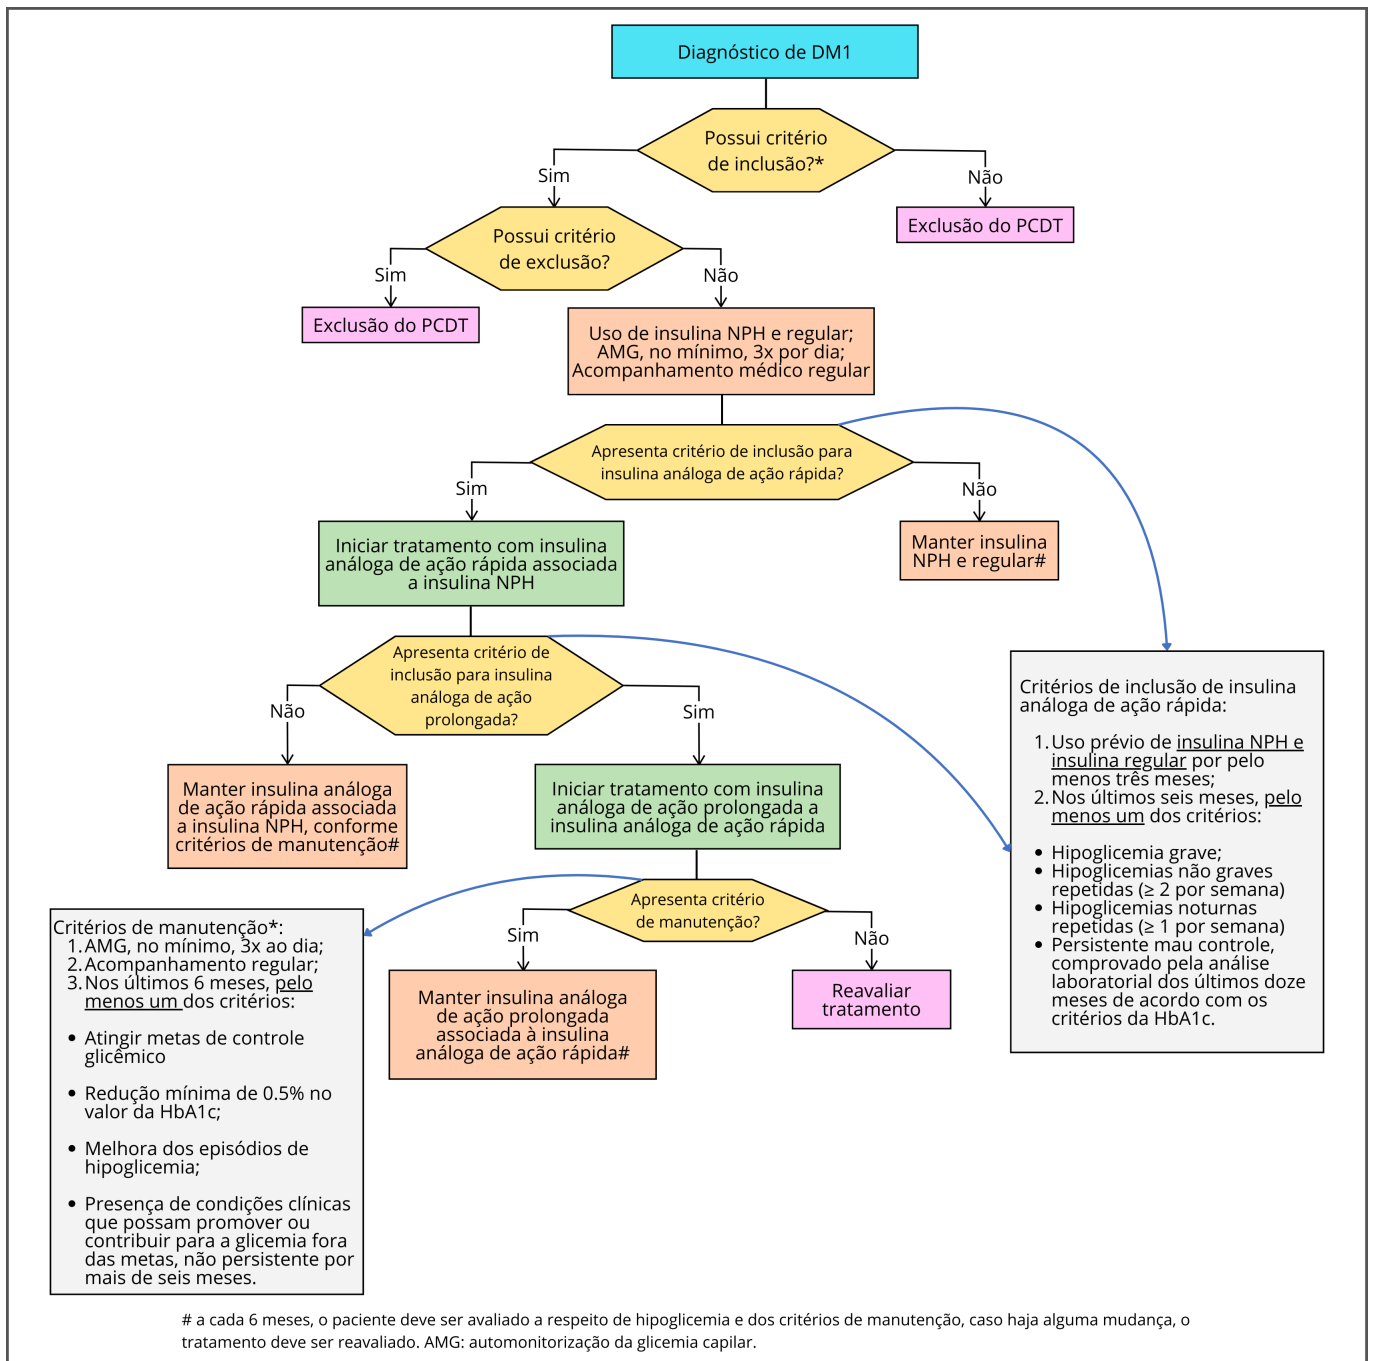 Diagnóstico de DM1
Possui critério
de inclusão?*
Sim
Não
Exclusão do PCDT
Possui critério
de exclusão?
Sim
Não
Exclusão do PCDT
Uso de insulina NPH e regular;
AMG, no mínimo, 3x por dia;
Acompanhamento médico regular
Apresenta critério de inclusão para
insulina análoga de ação rápida?
Sim
Não
Iniciar tratamento com insulina
análoga de ação rápida associada
a insulina NPH
Manter insulina
NPH e regular#
Apresenta critério de
inclusão para insulina
análoga de ação
prolongada?
Não
Sim
Manter insulina análoga
de ação rápida associada
a insulina NPH, conforme
critérios de manutenção#
Iniciar tratamento com insulina
análoga de ação prolongada a
insulina análoga de ação rápida
Critérios de inclusão de insulina
análoga de ação rápida:
1. Uso prévio de insulina NPH e
insulina regular por pelo
menos três meses;
2. Nos últimos seis meses, pelo
menos um dos critérios:
• Hipoglicemia grave;
• Hipoglicemias não graves
repetidas (≥ 2 por semana)
• Hipoglicemias noturnas
repetidas (≥ 1 por semana)
• Persistente mau controle,
comprovado pela análise
laboratorial dos últimos doze
meses de acordo com os
critérios da HbA1c.
Apresenta critério
de manutenção?
Sim
Não
Manter insulina análoga
de ação prolongada
associada à insulina
análoga de ação rápida#
Reavaliar
tratamento
Critérios de manutenção*:
1. AMG, no mínimo, 3x ao dia;
2. Acompanhamento regular;
3. Nos últimos 6 meses, pelo
menos um dos critérios:
• Atingir metas de controle
glicêmico
• Redução mínima de 0.5% no
valor da HbA1c;
• Melhora dos episódios de
hipoglicemia;
• Presença de condições clínicas
que possam promover ou
contribuir para a glicemia fora
das metas, não persistente por
mais de seis meses.
# a cada 6 meses, o paciente deve ser avaliado a respeito de hipoglicemia e dos critérios de manutenção, caso haja alguma mudança, o
tratamento deve ser reavaliado. AMG: automonitorização da glicemia capilar.